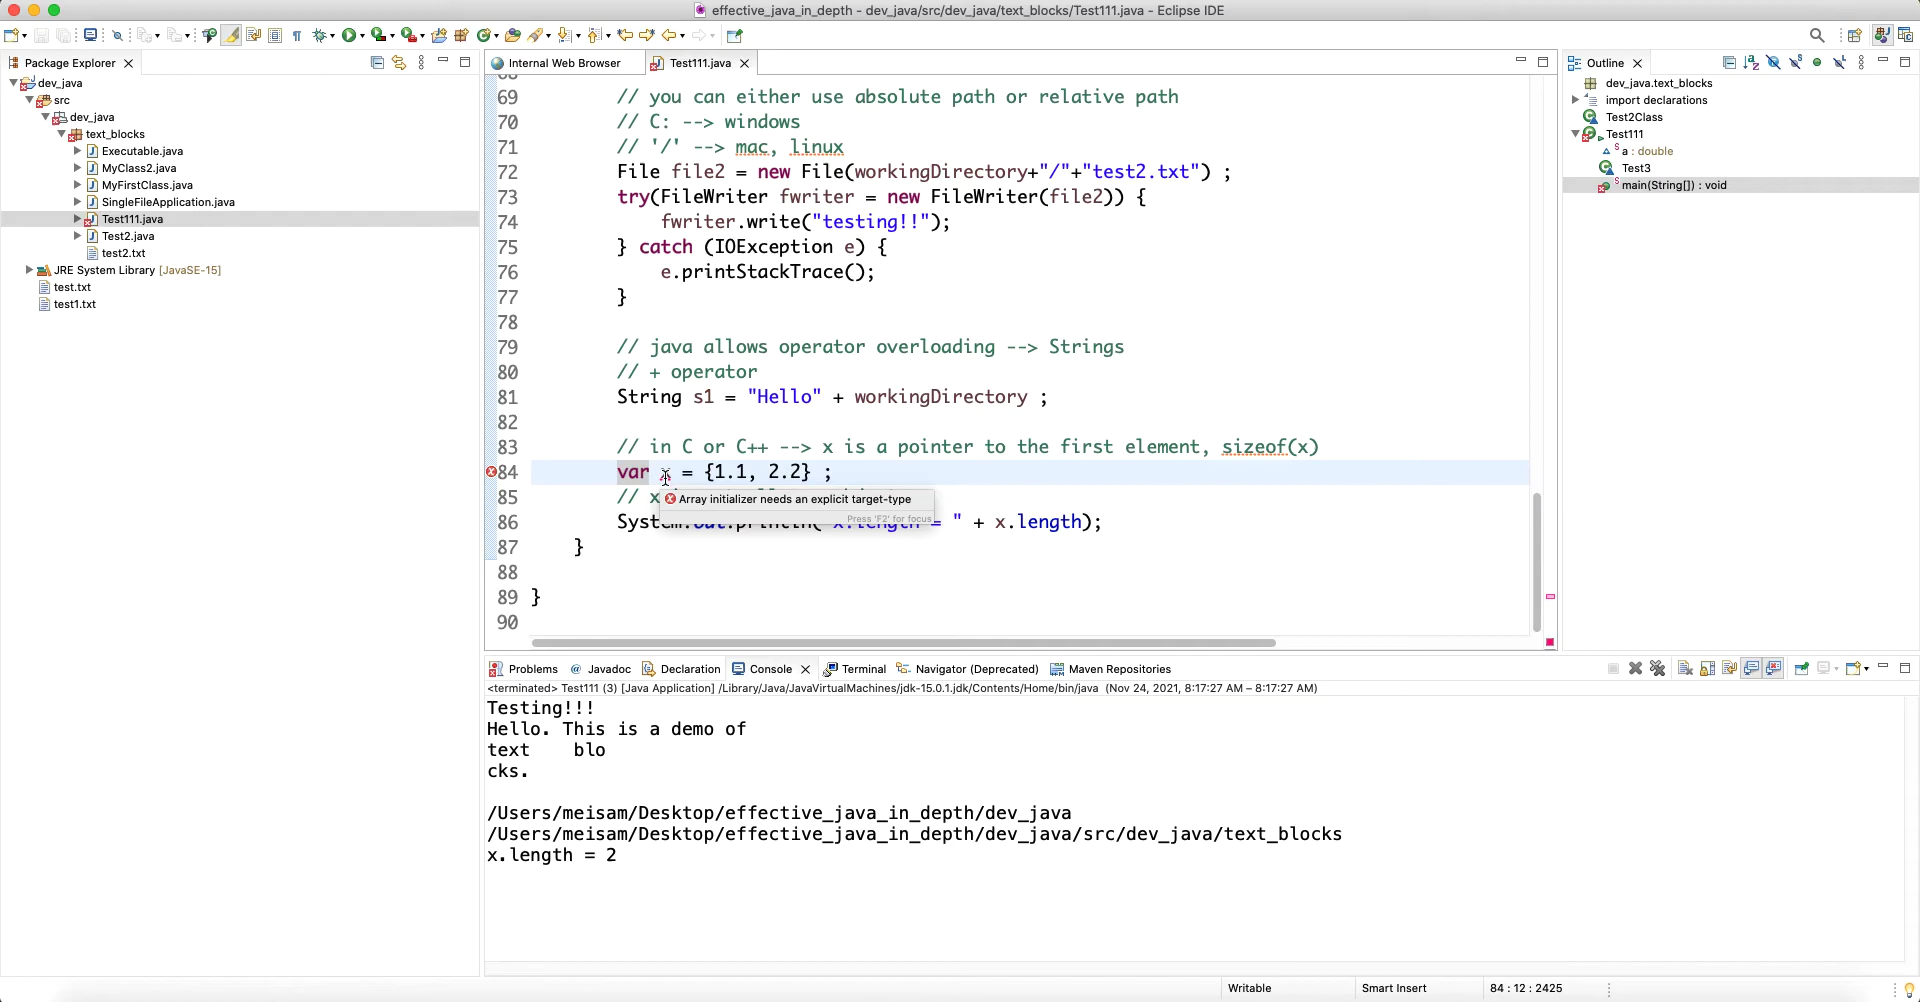 effective_java_in_depth - dev_java/src/dev_java/text_blocks/Test111.java - Eclipse IDE
Package Explorer
dev_java
src
dev_java
text_blocks
Executable.java
MyClass2.java
MyFirstClass.java
SingleFileApplication.java
Test111.java
Test2.java
test2.txt
JRE System Library [JavaSE-15]
test.txt
test1.txt
Internal Web Browser
Test111.java
69 // you can either use absolute path or relative path
70 // C: --> windows
71 // '/' --> mac, linux
72 File file2 = new File(workingDirectory+"/"+"test2.txt") ;
73 try(FileWriter fwriter = new FileWriter(file2)) {
74 fwriter.write("testing!!");
75 } catch (IOException e) {
76 e.printStackTrace();
77 }
78
79 // java allows operator overloading --> Strings
80 // + operator
81 String s1 = "Hello" + workingDirectory ;
82
83 // in C or C++ --> x is a pointer to the first element, sizeof(x)
84 var x = {1.1, 2.2} ;
85 // x
Array initializer needs an explicit target-type
Press 'F2' for focus
86 System.out.println("x.length = " + x.length);
87 }
88
89 }
90
Outline
dev_java.text_blocks
import declarations
Test2Class
Test111
a : double
Test3
main(String[]) : void
Problems
@ Javadoc
Declaration
Console
Terminal
Navigator (Deprecated)
Maven Repositories
<terminated> Test111 (3) [Java Application] /Library/Java/JavaVirtualMachines/jdk-15.0.1.jdk/Contents/Home/bin/java (Nov 24, 2021, 8:17:27 AM – 8:17:27 AM)
Testing!!!
Hello. This is a demo of
text    blo
cks.
/Users/meisam/Desktop/effective_java_in_depth/dev_java
/Users/meisam/Desktop/effective_java_in_depth/dev_java/src/dev_java/text_blocks
x.length = 2
Writable
Smart Insert
84 : 12 : 2425